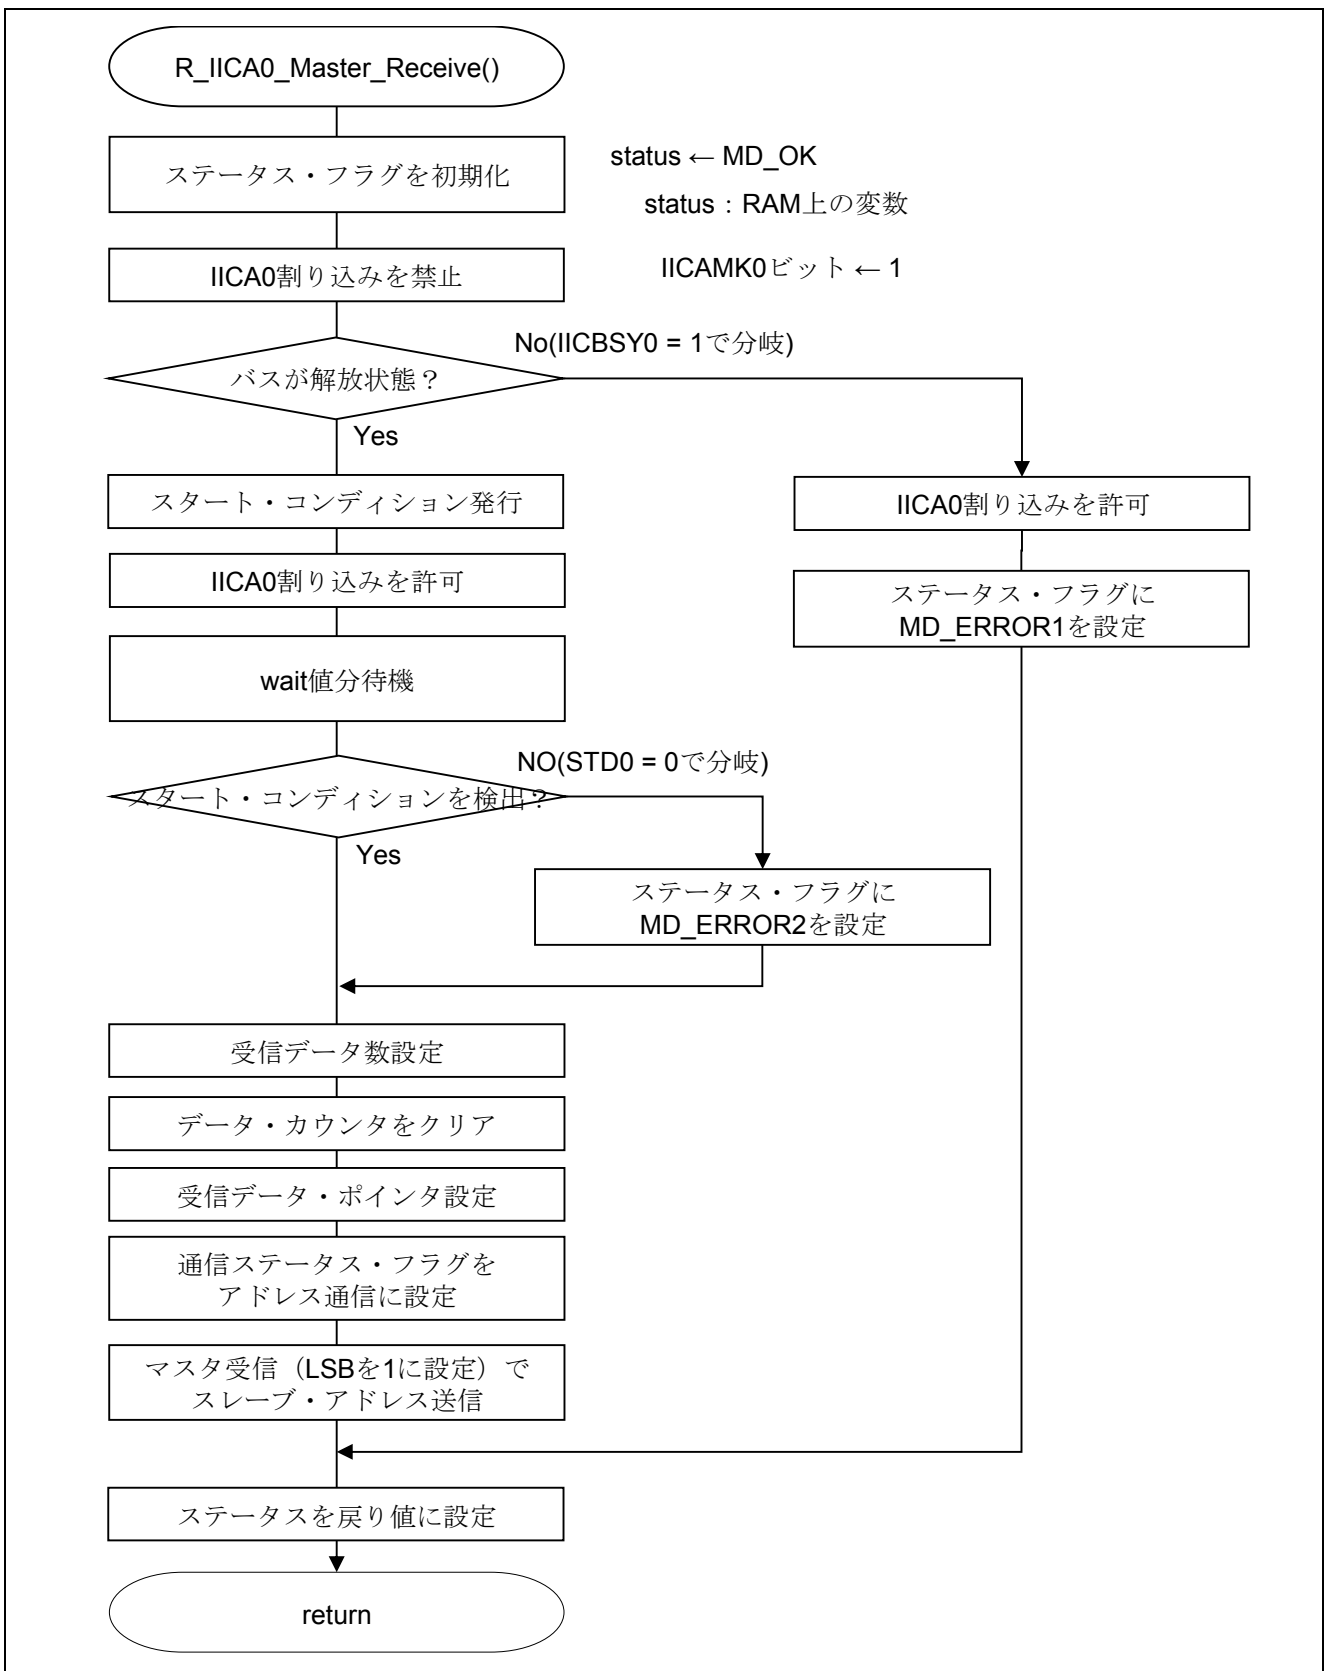 R_IICA0_Master_Receive()
ステータス・フラグを初期化
status ← MD_OK
status：RAM上の変数
IICA0割り込みを禁止
IICAMK0ビット ← 1
No(IICBSY0 = 1で分岐)
バスが解放状態？
Yes
スタート・コンディション発行
IICA0割り込みを許可
IICA0割り込みを許可
ステータス・フラグに
MD_ERROR1を設定
wait値分待機
NO(STD0 = 0で分岐)
スタート・コンディションを検出？
Yes
ステータス・フラグに
MD_ERROR2を設定
受信データ数設定
データ・カウンタをクリア
受信データ・ポインタ設定
通信ステータス・フラグを
アドレス通信に設定
マスタ受信（LSBを1に設定）で
スレーブ・アドレス送信
ステータスを戻り値に設定
return